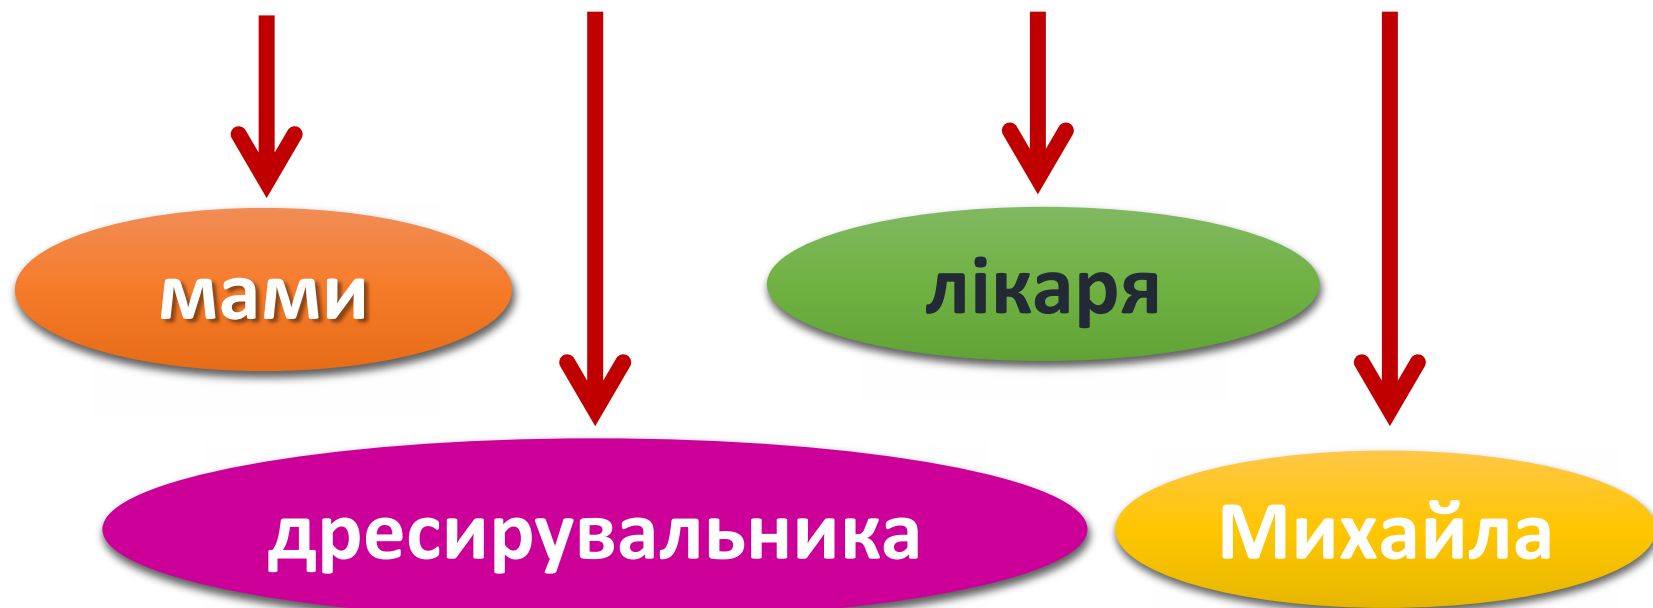 мами
лікаря
дресирувальника
Михайла